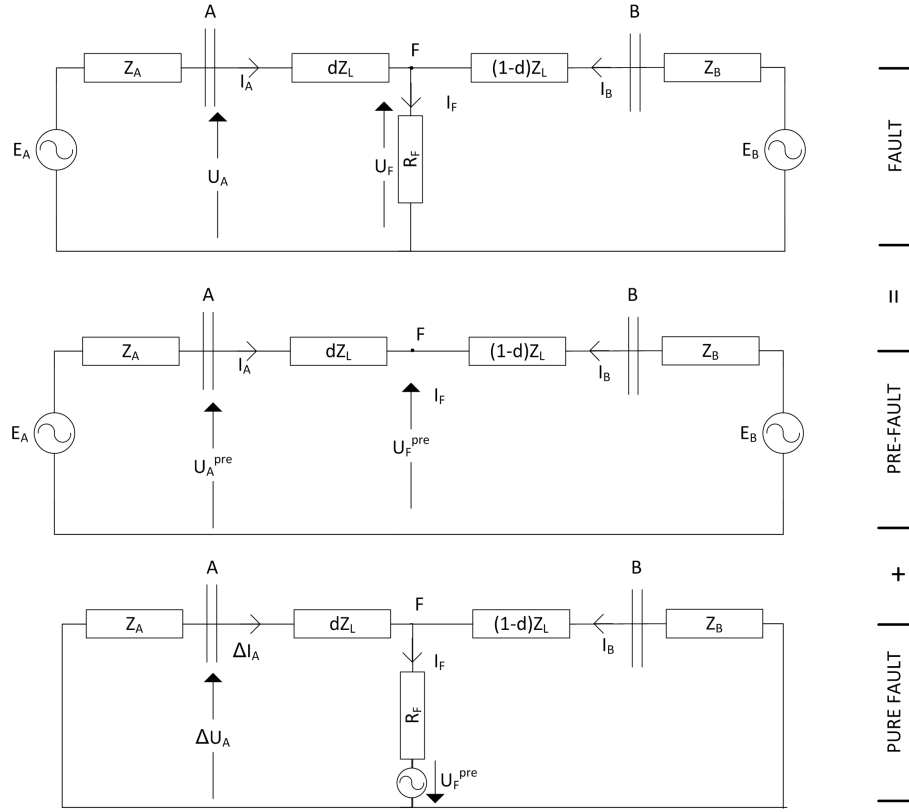 A B
Z_A dZ_L F (1-d)Z_L Z_B
I_A I_F I_B
E_A U_A U_F R_F E_B
FAULT
=
A B
Z_A dZ_L F (1-d)Z_L Z_B
I_A I_F I_B
E_A U_A^pre U_F^pre E_B
PRE-FAULT
+
A B
Z_A dZ_L F (1-d)Z_L Z_B
ΔI_A I_F I_B
ΔU_A R_F
U_F^pre
PURE FAULT